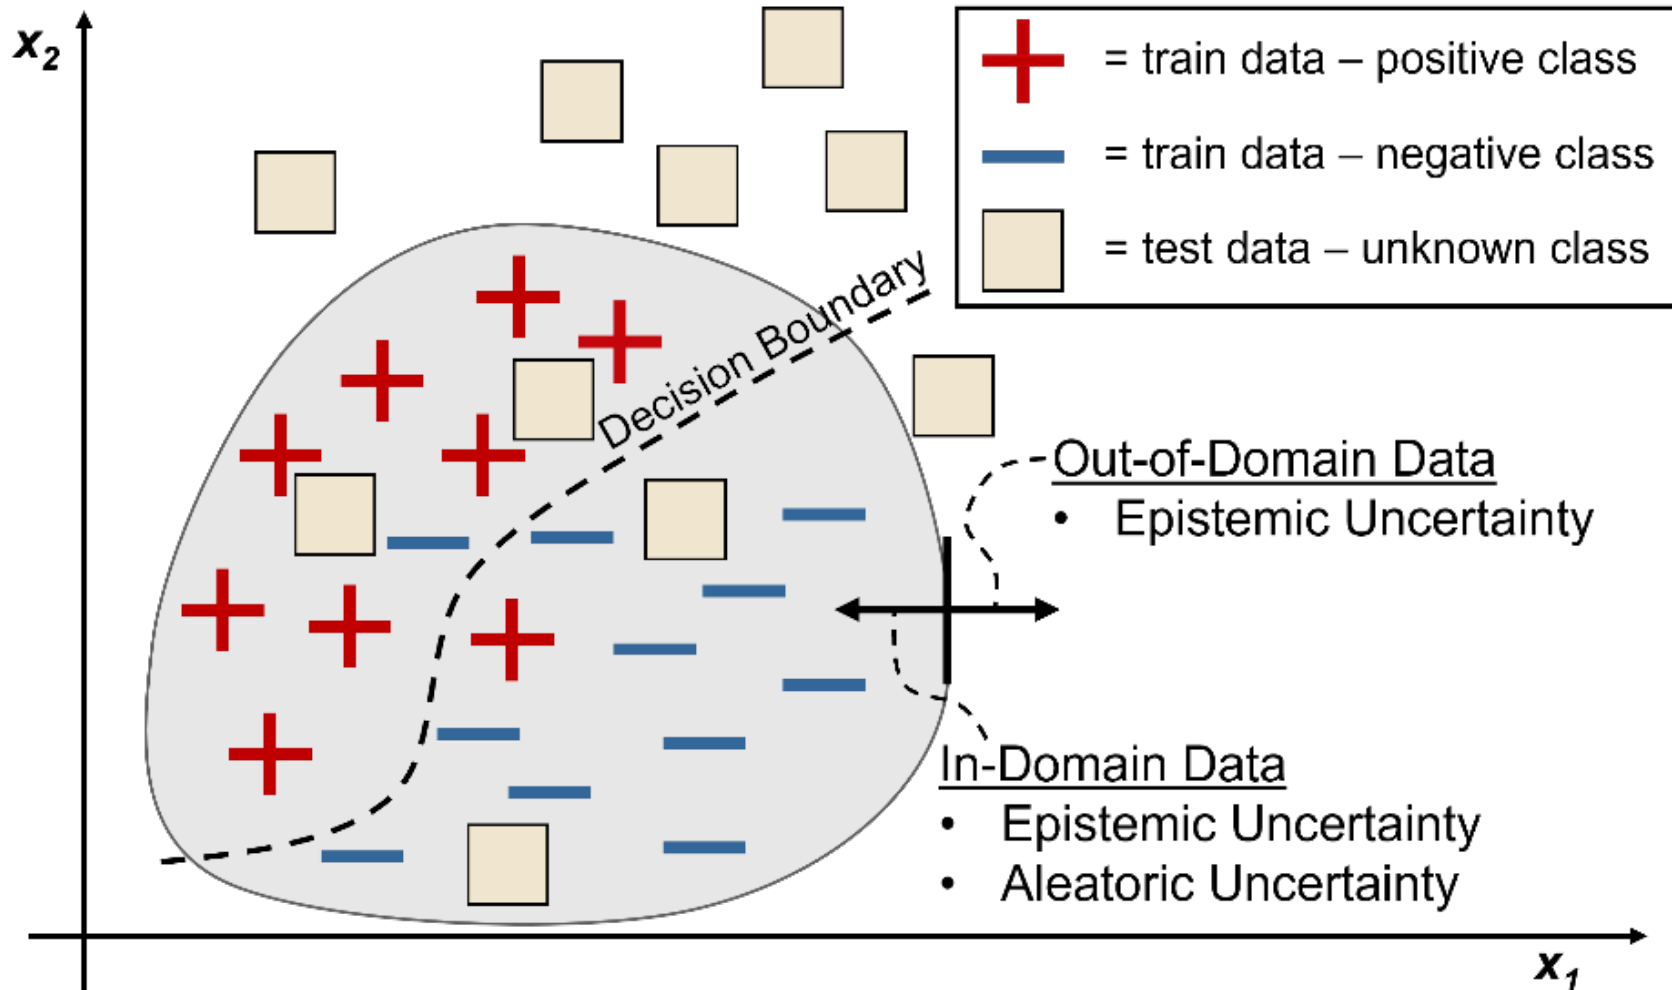 x2
= train data – positive class
= train data – negative class
= test data – unknown class
Decision Boundary
Out-of-Domain Data
• Epistemic Uncertainty
In-Domain Data
• Epistemic Uncertainty
• Aleatoric Uncertainty
x1